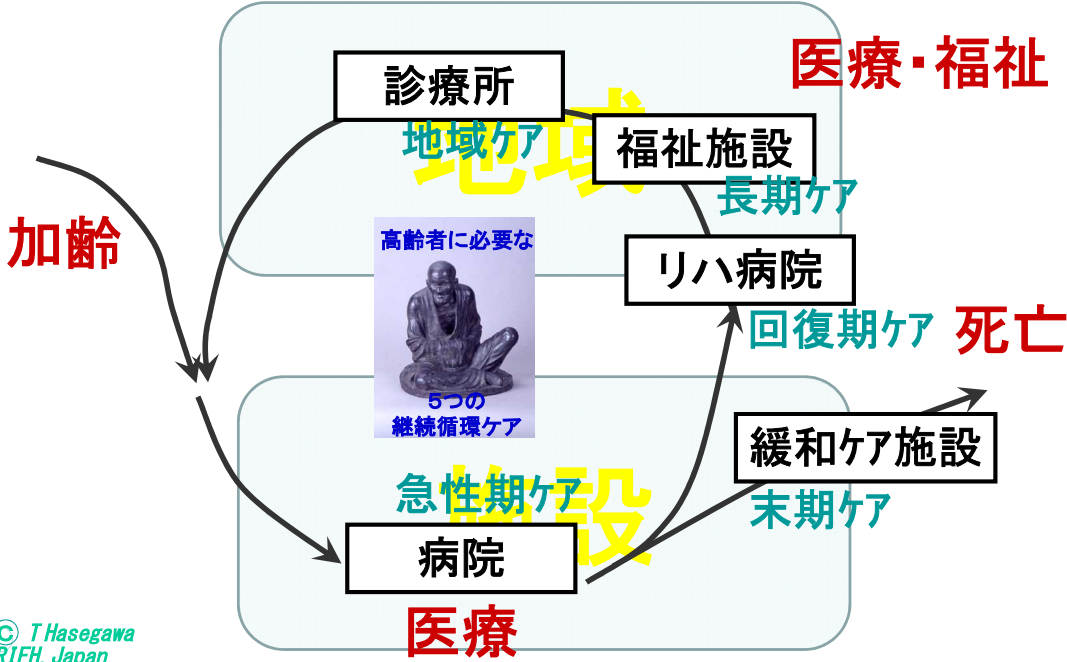 医療・福祉
診療所
地域
地域ｹｱ
福祉施設
長期ｹｱ
加齢
高齢者に必要な
リハ病院
回復期ｹｱ
死亡
５つの
継続循環ケア
緩和ｹｱ施設
末期ｹｱ
施設
急性期ｹｱ
病院
医療
© T Hasegawa
RIFH, Japan